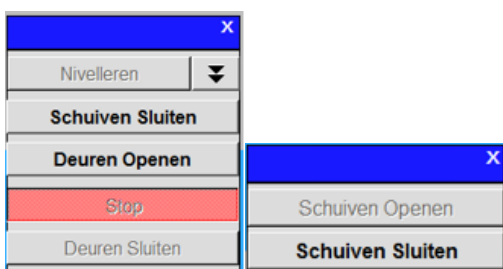 X
Nivelleren
Schuiven Sluiten
Deuren Openen
Stop
Deuren Sluiten
X
Schuiven Openen
Schuiven Sluiten